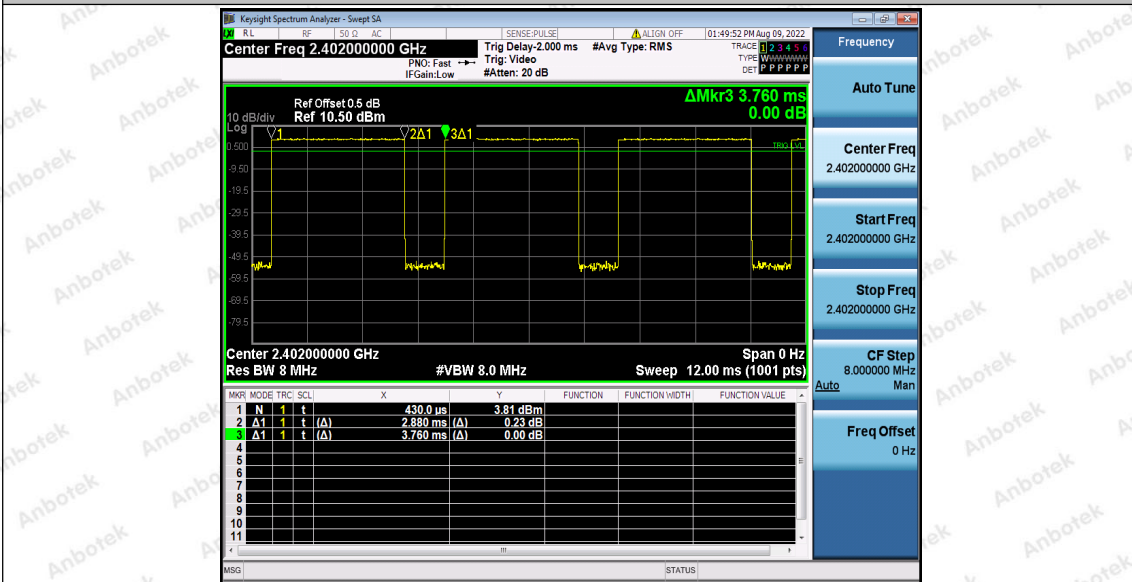 Keysight Spectrum Analyzer - Swept SA
LXI RL RF 50 Ω AC SENSE:PULSE ALIGN OFF 01:49:52 PM Aug 09, 2022
Center Freq 2.402000000 GHz
Trig Delay-2.000 ms #Avg Type: RMS
TRACE 1 2 3 4 5 6
PNO: Fast Trig: Video
TYPE WWWWWW
IFGain:Low #Atten: 20 dB
DET P P P P P P
ΔMkr3 3.760 ms
0.00 dB
Ref Offset 0.5 dB
10 dB/div Ref 10.50 dBm
Log
1 2Δ1 3Δ1
TRIG LVL
0.500
-9.50
-19.5
-29.5
-39.5
-49.5
-59.5
-69.5
-79.5
Center 2.402000000 GHz Span 0 Hz
Res BW 8 MHz #VBW 8.0 MHz Sweep 12.00 ms (1001 pts)
MKR MODE TRC SCL X Y FUNCTION FUNCTION WIDTH FUNCTION VALUE
1 N 1 t 430.0 µs 3.81 dBm
2 Δ1 1 t (Δ) 2.880 ms (Δ) 0.23 dB
3 Δ1 1 t (Δ) 3.760 ms (Δ) 0.00 dB
4
5
6
7
8
9
10
11
MSG STATUS
Frequency
Auto Tune
Center Freq
2.402000000 GHz
Start Freq
2.402000000 GHz
Stop Freq
2.402000000 GHz
CF Step
8.000000 MHz
Auto Man
Freq Offset
0 Hz
Anbotek